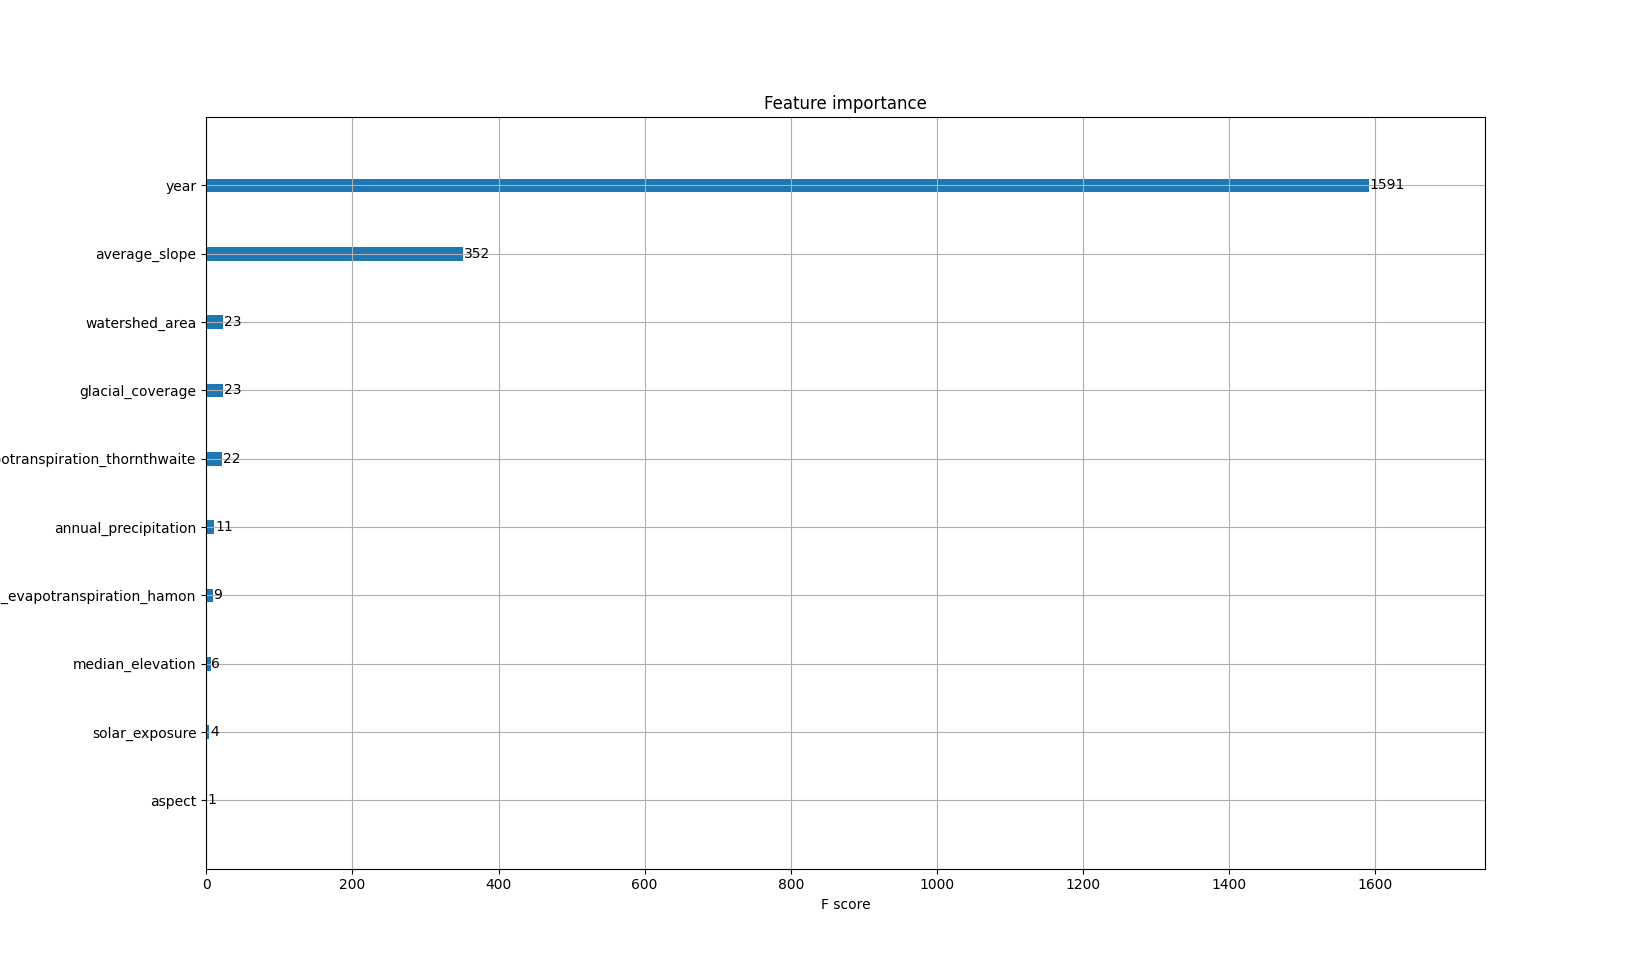 Feature importance
year
1591
average_slope
352
watershed_area
23
glacial_coverage
23
otranspiration_thornthwaite
22
annual_precipitation
11
_evapotranspiration_hamon
9
median_elevation
6
solar_exposure
4
aspect
1
0 200 400 600 800 1000 1200 1400 1600
F score